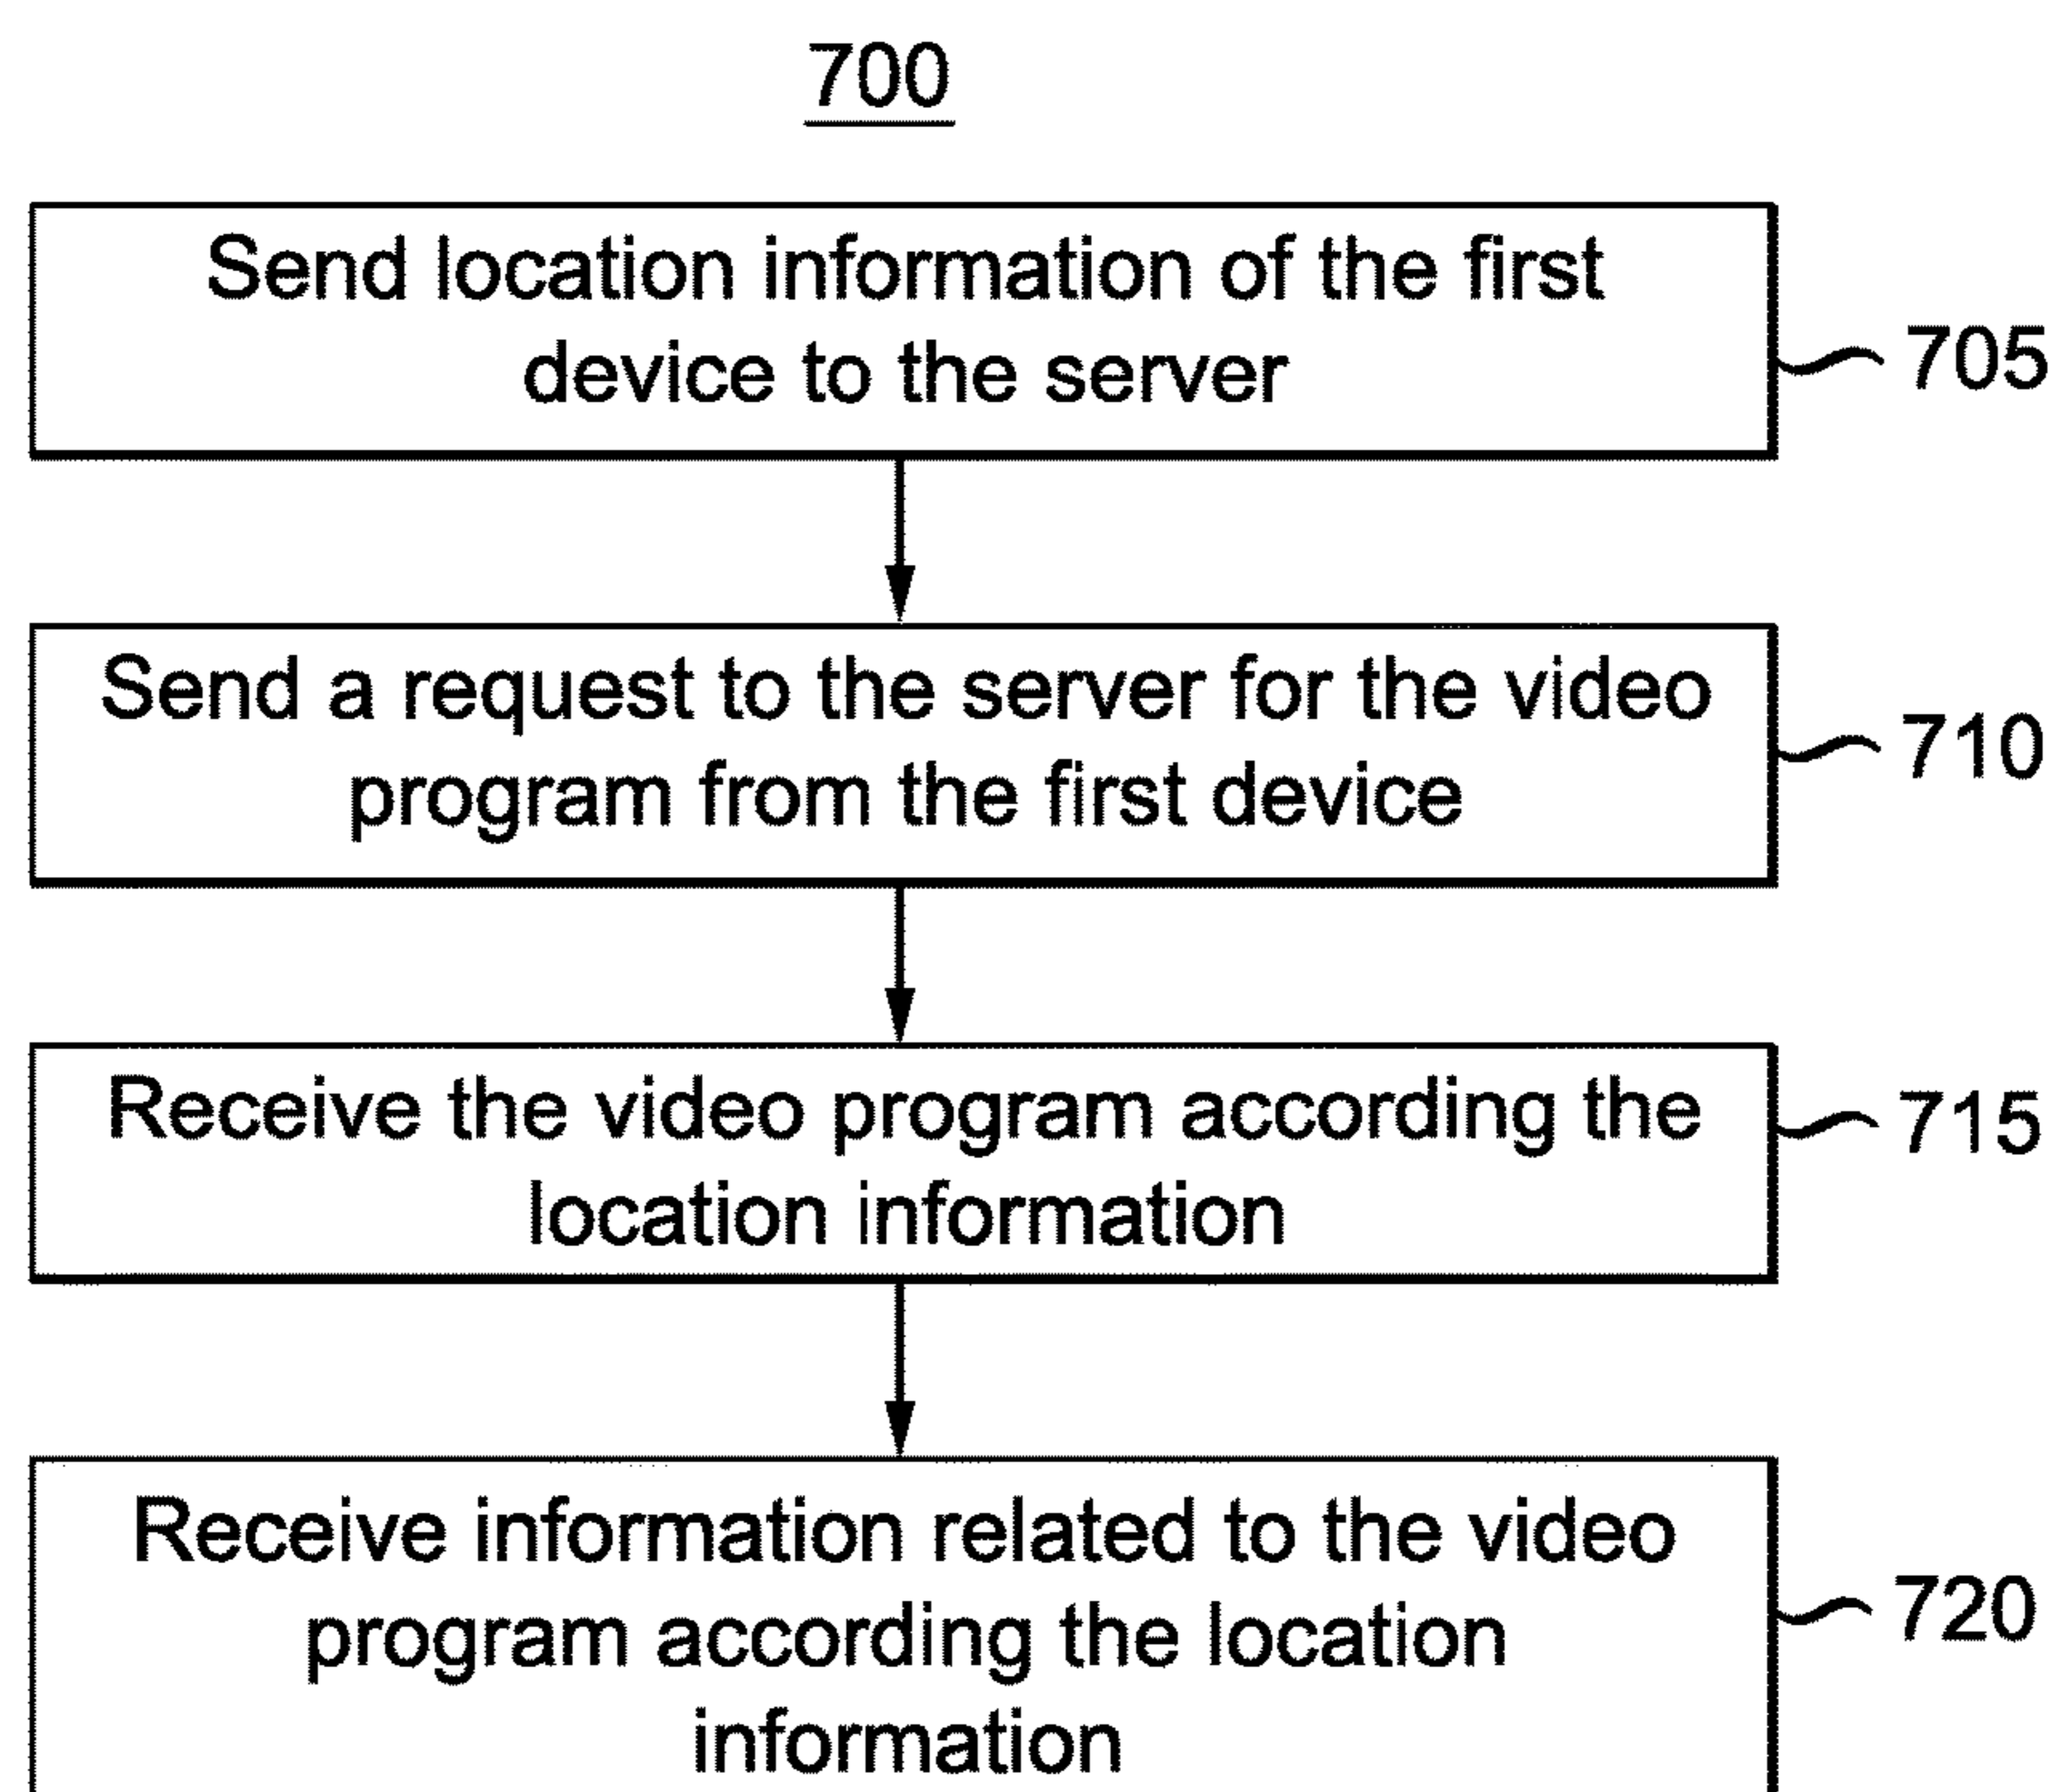 700
Send location information of the first
device to the server
705
Send a request to the server for the video
program from the first device
710
Receive the video program according the
location information
715
Receive information related to the video
program according the location
information
720